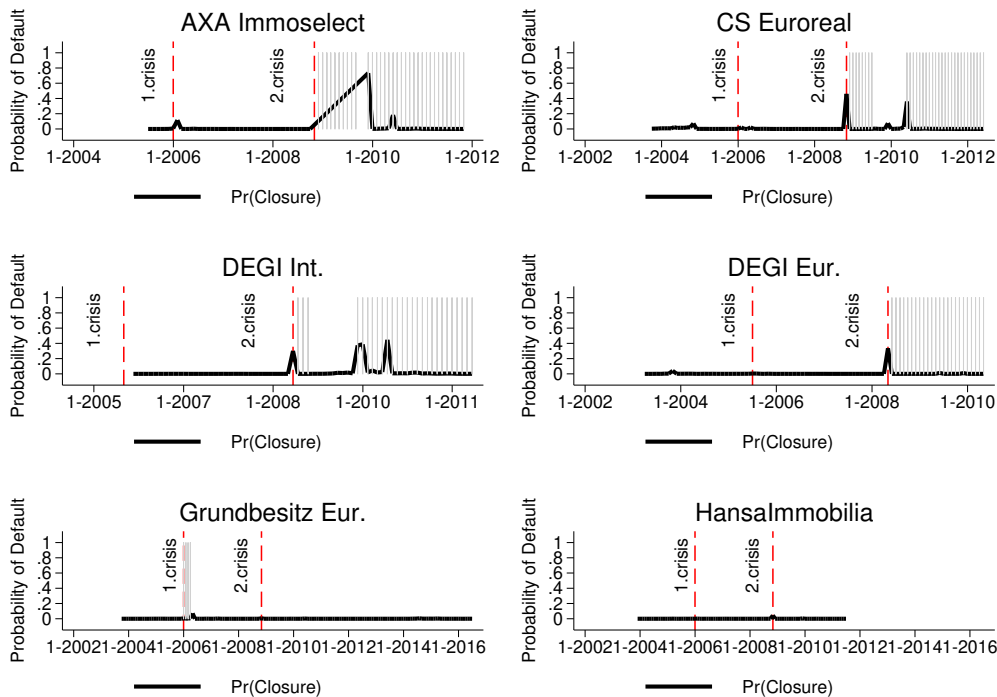 AXA Immoselect
Probability of Default
1
.8
.6
.4
.2
0
1.crisis
2.crisis
1-2004 1-2006 1-2008 1-2010 1-2012
Pr(Closure)
CS Euroreal
Probability of Default
1
.8
.6
.4
.2
0
1.crisis
2.crisis
1-2002 1-2004 1-2006 1-2008 1-2010 1-2012
Pr(Closure)
DEGI Int.
Probability of Default
1
.8
.6
.4
.2
0
1.crisis
2.crisis
1-2005 1-2007 1-2008 1-2010 1-2011
Pr(Closure)
DEGI Eur.
Probability of Default
1
.8
.6
.4
.2
0
1.crisis
2.crisis
1-2002 1-2004 1-2006 1-2008 1-2010
Pr(Closure)
Grundbesitz Eur.
Probability of Default
1
.8
.6
.4
.2
0
1.crisis
2.crisis
1-20021-20041-20061-20081-20101-20121-20141-2016
Pr(Closure)
HansaImmobilia
Probability of Default
1
.8
.6
.4
.2
0
1.crisis
2.crisis
1-20021-20041-20061-20081-20101-20121-20141-2016
Pr(Closure)